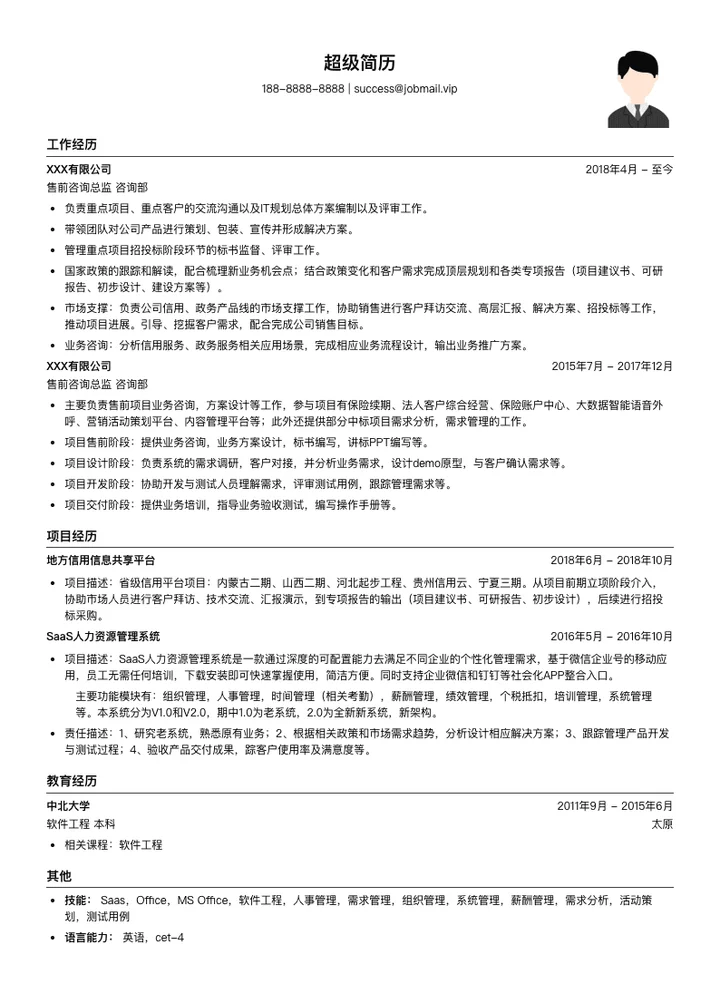 超级简历
188-8888-8888 | success@jobmail.vip
工作经历
XXX有限公司 2018年4月 - 至今
售前咨询总监 咨询部
• 负责重点项目、重点客户的交流沟通以及IT规划总体方案编制以及评审工作。
• 带领团队对公司产品进行策划、包装、宣传并形成解决方案。
• 管理重点项目招投标阶段环节的标书监督、评审工作。
• 国家政策的跟踪和解读，配合梳理新业务机会点；结合政策变化和客户需求完成顶层规划和各类专项报告（项目建议书、可研
报告、初步设计、建设方案等）。
• 市场支撑：负责公司信用、政务产品线的市场支撑工作，协助销售进行客户拜访交流、高层汇报、解决方案、招投标等工作，
推动项目进展。引导、挖掘客户需求，配合完成公司销售目标。
• 业务咨询：分析信用服务、政务服务相关应用场景，完成相应业务流程设计，输出业务推广方案。
XXX有限公司 2015年7月 - 2017年12月
售前咨询总监 咨询部
• 主要负责售前项目业务咨询，方案设计等工作，参与项目有保险续期、法人客户综合经营、保险账户中心、大数据智能语音外
呼、营销活动策划平台、内容管理平台等；此外还提供部分中标项目需求分析，需求管理的工作。
• 项目售前阶段：提供业务咨询，业务方案设计，标书编写，讲标PPT编写等。
• 项目设计阶段：负责系统的需求调研，客户对接，并分析业务需求，设计demo原型，与客户确认需求等。
• 项目开发阶段：协助开发与测试人员理解需求，评审测试用例，跟踪管理需求等。
• 项目交付阶段：提供业务培训，指导业务验收测试，编写操作手册等。
项目经历
地方信用信息共享平台 2018年6月 - 2018年10月
• 项目描述：省级信用平台项目：内蒙古二期、山西二期、河北起步工程、贵州信用云、宁夏三期。从项目前期立项阶段介入，
协助市场人员进行客户拜访、技术交流、汇报演示，到专项报告的输出（项目建议书、可研报告、初步设计），后续进行招投
标采购。
SaaS人力资源管理系统 2016年5月 - 2016年10月
• 项目描述：SaaS人力资源管理系统是一款通过深度的可配置能力去满足不同企业的个性化管理需求，基于微信企业号的移动应
用，员工无需任何培训，下载安装即可快速掌握使用，简洁方便。同时支持企业微信和钉钉等社会化APP整合入口。
主要功能模块有：组织管理，人事管理，时间管理（相关考勤），薪酬管理，绩效管理，个税抵扣，培训管理，系统管理
等。本系统分为V1.0和V2.0，期中1.0为老系统，2.0为全新新系统，新架构。
• 责任描述：1、研究老系统，熟悉原有业务；2、根据相关政策和市场需求趋势，分析设计相应解决方案；3、跟踪管理产品开发
与测试过程；4、验收产品交付成果，踪客户使用率及满意度等。
教育经历
中北大学 2011年9月 - 2015年6月
软件工程 本科 太原
• 相关课程：软件工程
其他
• 技能： Saas，Office，MS Office，软件工程，人事管理，需求管理，组织管理，系统管理，薪酬管理，需求分析，活动策
划，测试用例
• 语言能力： 英语，cet-4